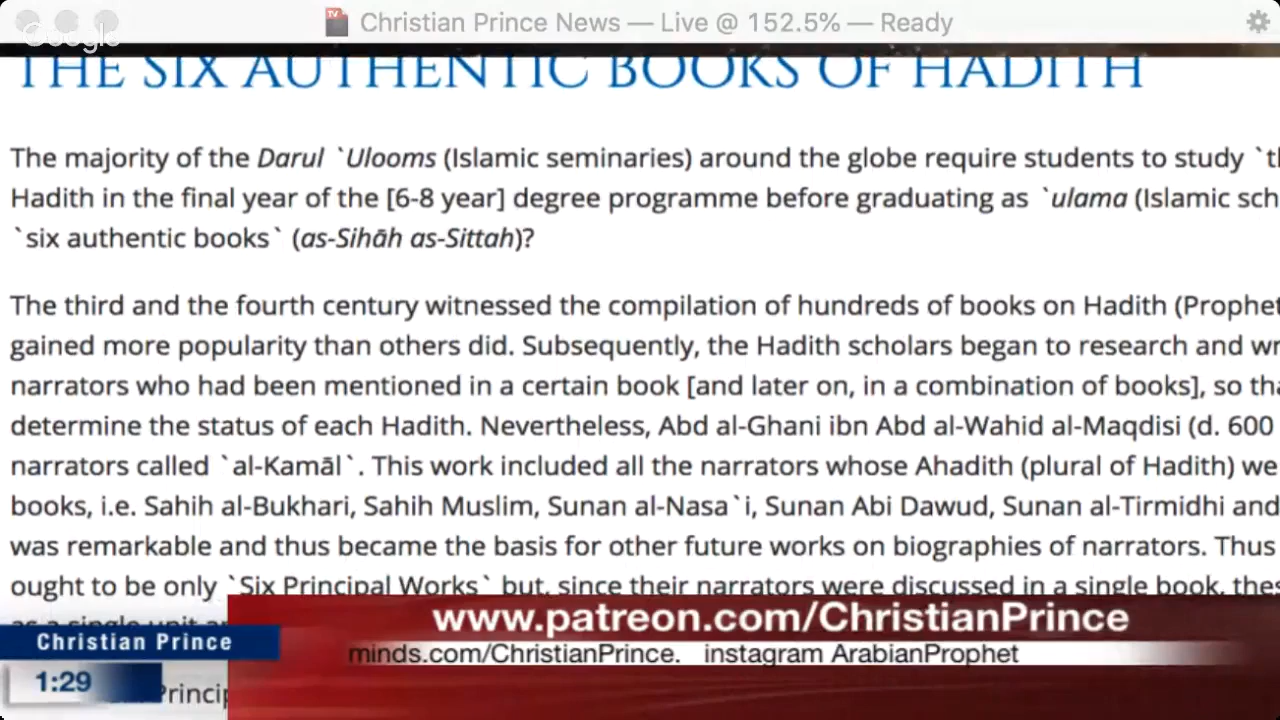 Christian Prince News — Live @ 152.5% — Ready
Google
THE SIX AUTHENTIC BOOKS OF HADITH
The majority of the Darul `Ulooms (Islamic seminaries) around the globe require students to study
Hadith in the final year of the [6-8 year] degree programme before graduating as `ulama (Islamic
`six authentic books` (as-Sihāh as-Sittah)?
The third and the fourth century witnessed the compilation of hundreds of books on Hadith
gained more popularity than others did. Subsequently, the Hadith scholars began to research and
narrators who had been mentioned in a certain book [and later on, in a combination of books], so
determine the status of each Hadith. Nevertheless, Abd al-Ghani ibn Abd al-Wahid al-Maqdisi (d. 600
narrators called `al-Kamāl`. This work included all the narrators whose Ahadith (plural of Hadith)
books, i.e. Sahih al-Bukhari, Sahih Muslim, Sunan al-Nasa`i, Sunan Abi Dawud, Sunan al-Tirmidhi and
was remarkable and thus became the basis for other future works on biographies of narrators. Thus
ought to be only `Six Principal Works` but, since their narrators were discussed in a single book,
www.patreon.com/ChristianPrince
Christian Prince
minds.com/ChristianPrince. instagram ArabianProphet
1:29